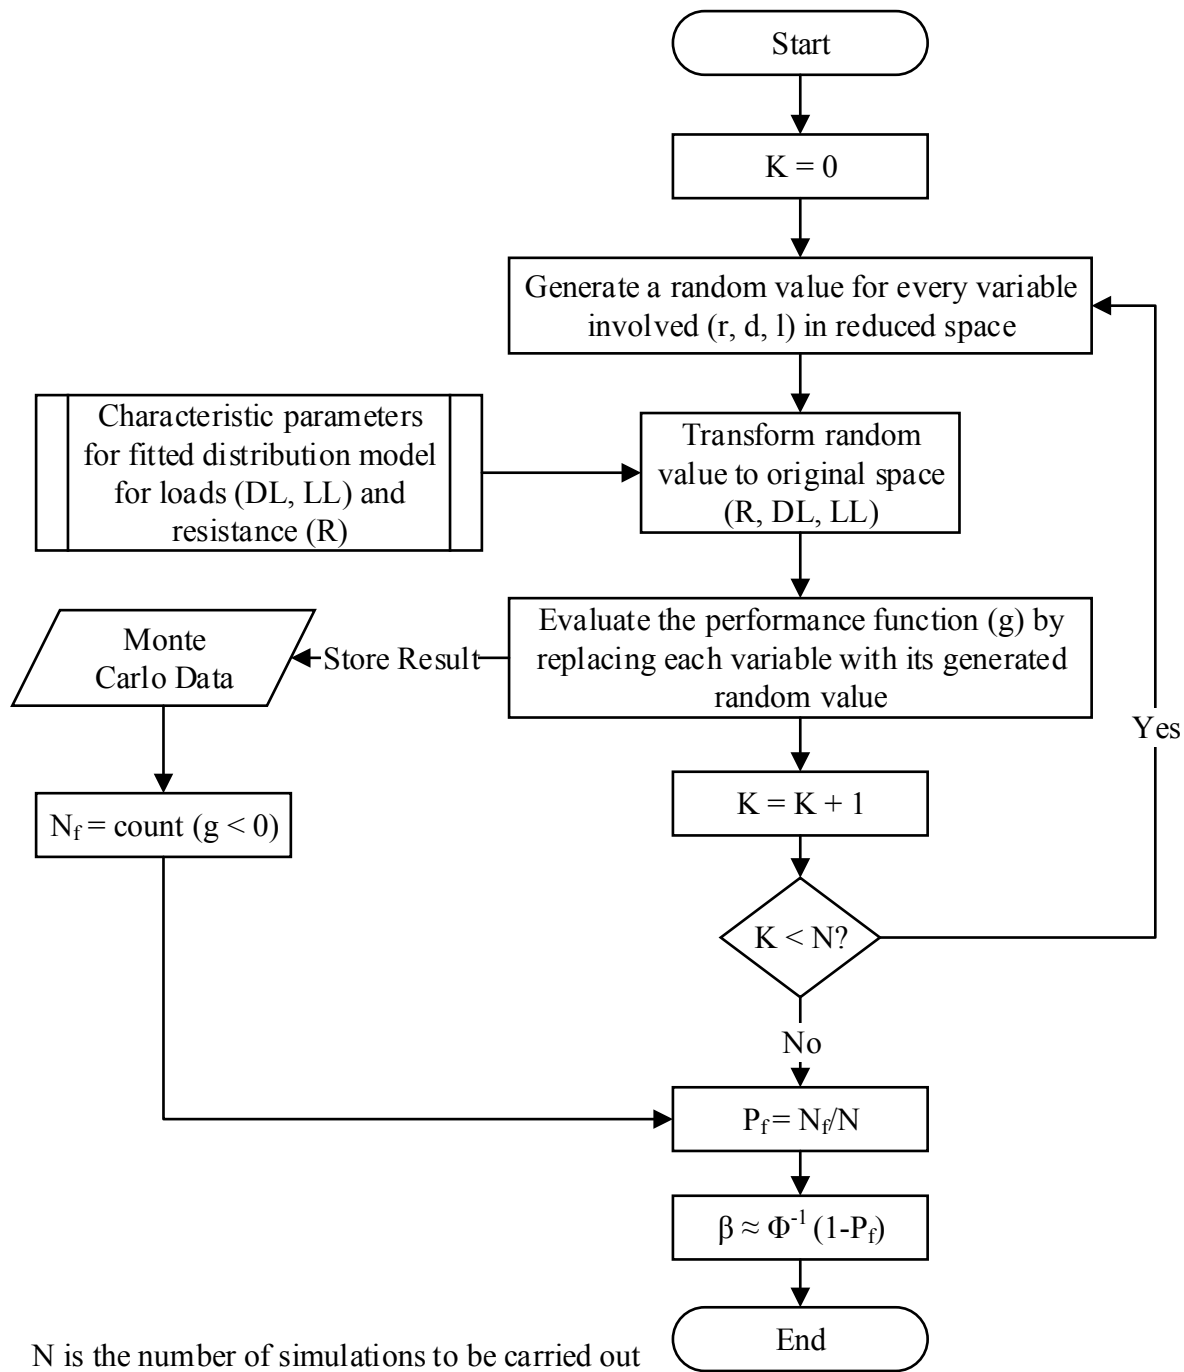 Start
K = 0
Generate a random value for every variable
involved (r, d, l) in reduced space
Characteristic parameters
for fitted distribution model
for loads (DL, LL) and
resistance (R)
Transform random
value to original space
(R, DL, LL)
Evaluate the performance function (g) by
replacing each variable with its generated
random value
Store Result
Monte
Carlo Data
Yes
K = K + 1
N_f = count (g < 0)
K < N?
No
P_f = N_f/N
β ≈ Φ^-1 (1-P_f)
End
N is the number of simulations to be carried out